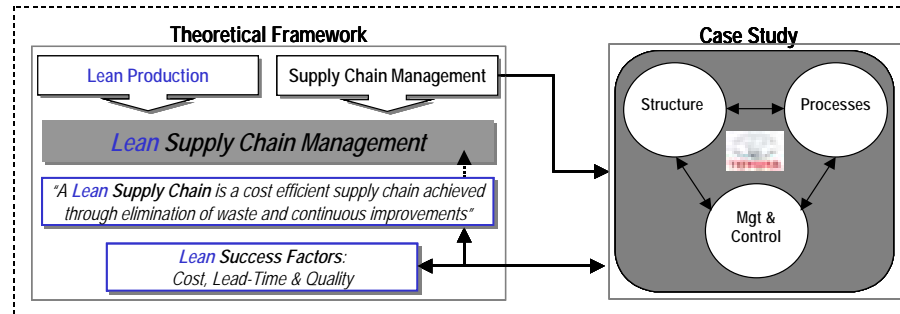 Theoretical Framework
Case Study
Lean Production
Supply Chain Management
Lean Supply Chain Management
“A Lean Supply Chain is a cost efficient supply chain achieved
through elimination of waste and continuous improvements”
Lean Success Factors:
Cost, Lead-Time & Quality
Structure
Processes
Mgt &
Control